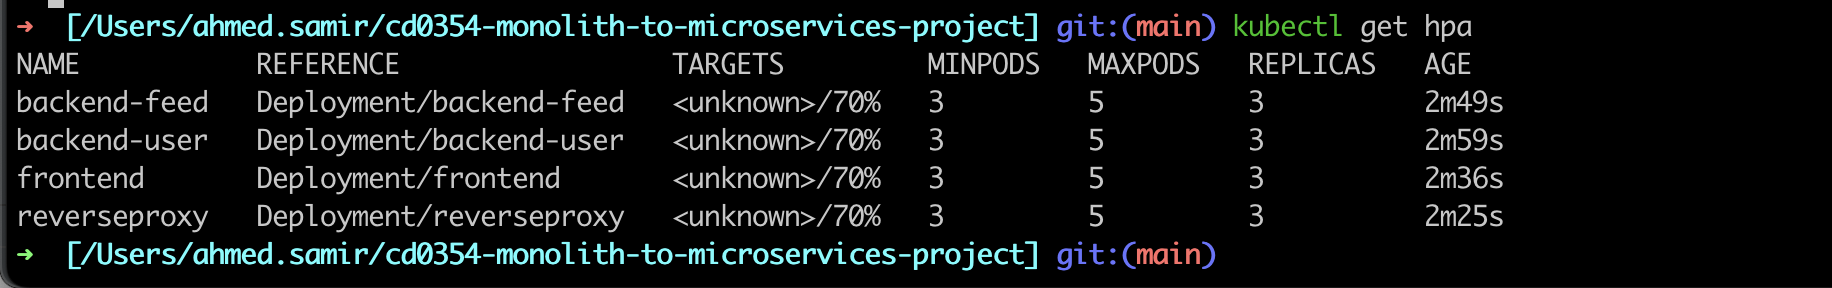 ➜ [/Users/ahmed.samir/cd0354-monolith-to-microservices-project] git:(main) kubectl get hpa
NAME REFERENCE TARGETS MINPODS MAXPODS REPLICAS AGE
backend-feed Deployment/backend-feed <unknown>/70% 3 5 3 2m49s
backend-user Deployment/backend-user <unknown>/70% 3 5 3 2m59s
frontend Deployment/frontend <unknown>/70% 3 5 3 2m36s
reverseproxy Deployment/reverseproxy <unknown>/70% 3 5 3 2m25s
➜ [/Users/ahmed.samir/cd0354-monolith-to-microservices-project] git:(main)